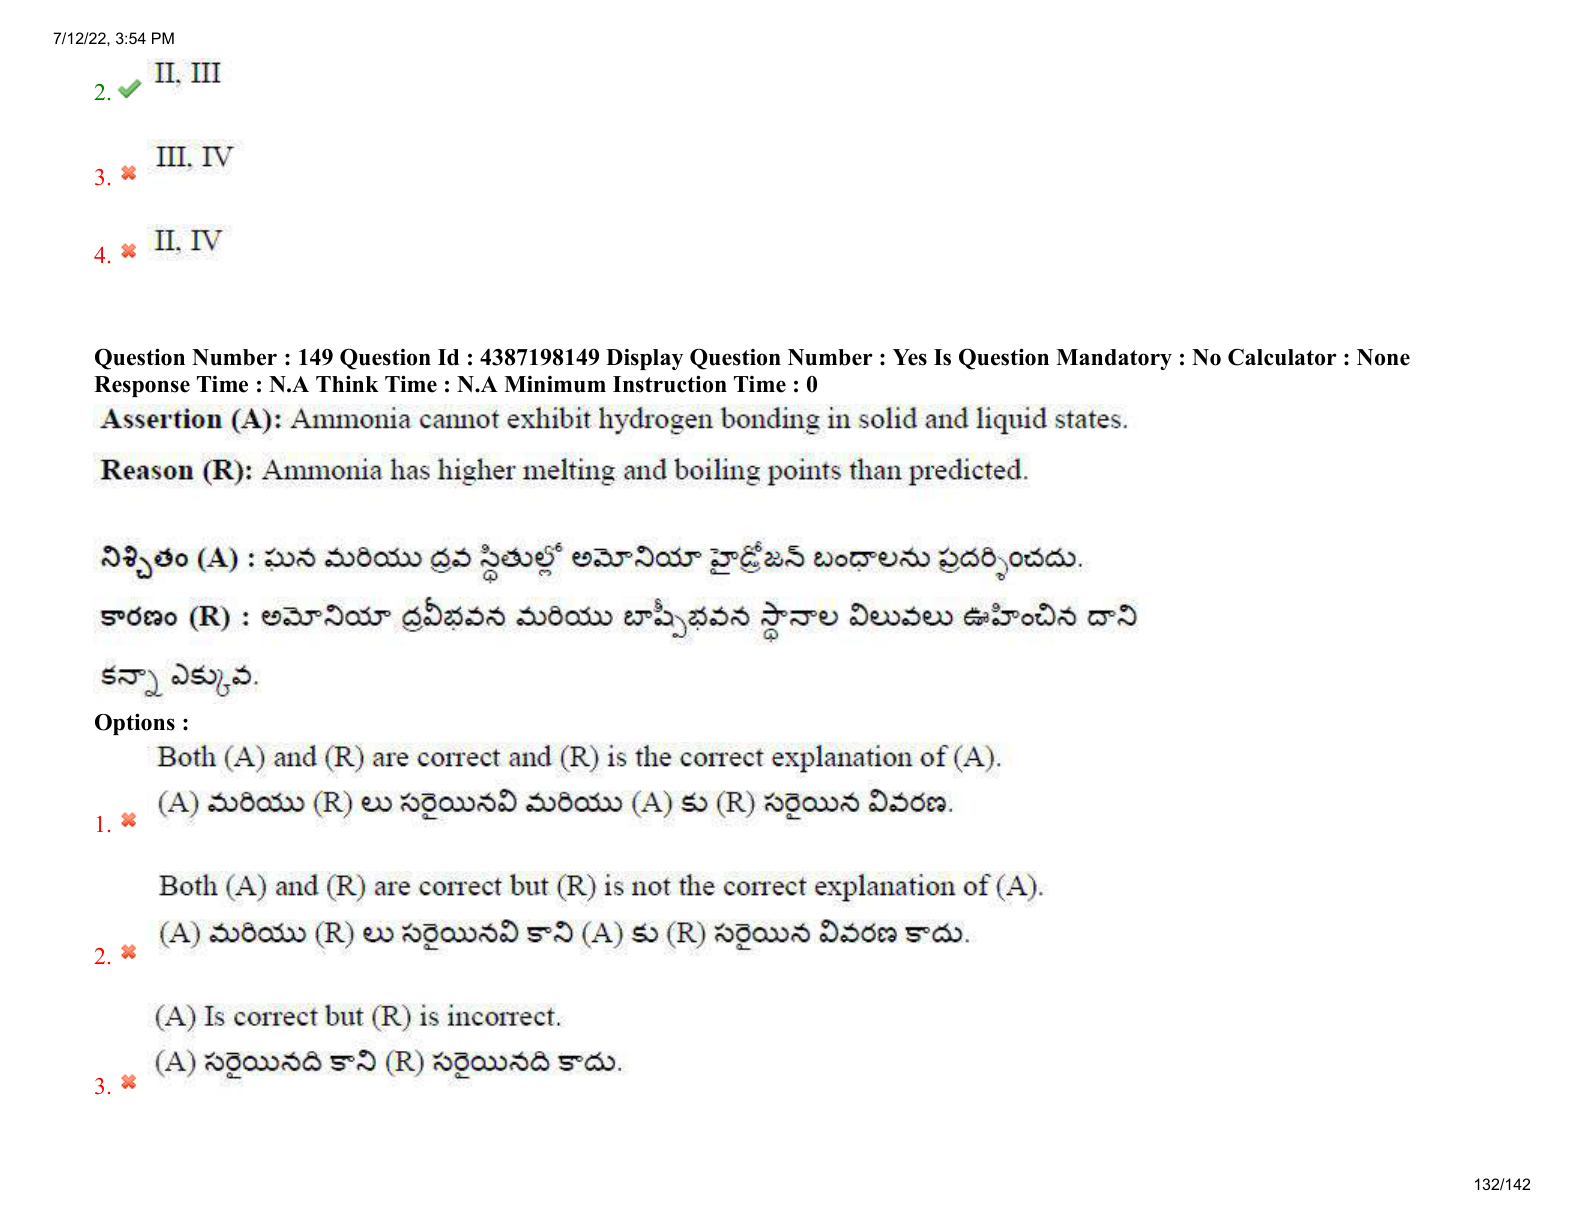 7/12/22, 3:54 PM
II, III
2.
III, IV
3.
II, IV
4.
Question Number : 149 Question Id : 4387198149 Display Question Number : Yes Is Question Mandatory : No Calculator : None
Response Time : N.A Think Time : N.A Minimum Instruction Time : 0
Assertion (A): Ammonia cannot exhibit hydrogen bonding in solid and liquid states.
Reason (R): Ammonia has higher melting and boiling points than predicted.
నిశ్చితం (A) : ఘన మరియు ద్రవ స్థితుల్లో అమోనియా హైడ్రోజన్ బంధాలను ప్రదర్శించదు.
కారణం (R) : అమోనియా ద్రవీభవన మరియు బాష్పీభవన స్థానాల విలువలు ఊహించిన దాని
కన్నా ఎక్కువ.
Options :
Both (A) and (R) are correct and (R) is the correct explanation of (A).
(A) మరియు (R) లు సరైయినవి మరియు (A) కు (R) సరైయిన వివరణ.
1.
Both (A) and (R) are correct but (R) is not the correct explanation of (A).
(A) మరియు (R) లు సరైయినవి కాని (A) కు (R) సరైయిన వివరణ కాదు.
2.
(A) Is correct but (R) is incorrect.
(A) సరైయినది కాని (R) సరైయినది కాదు.
3.
132/142